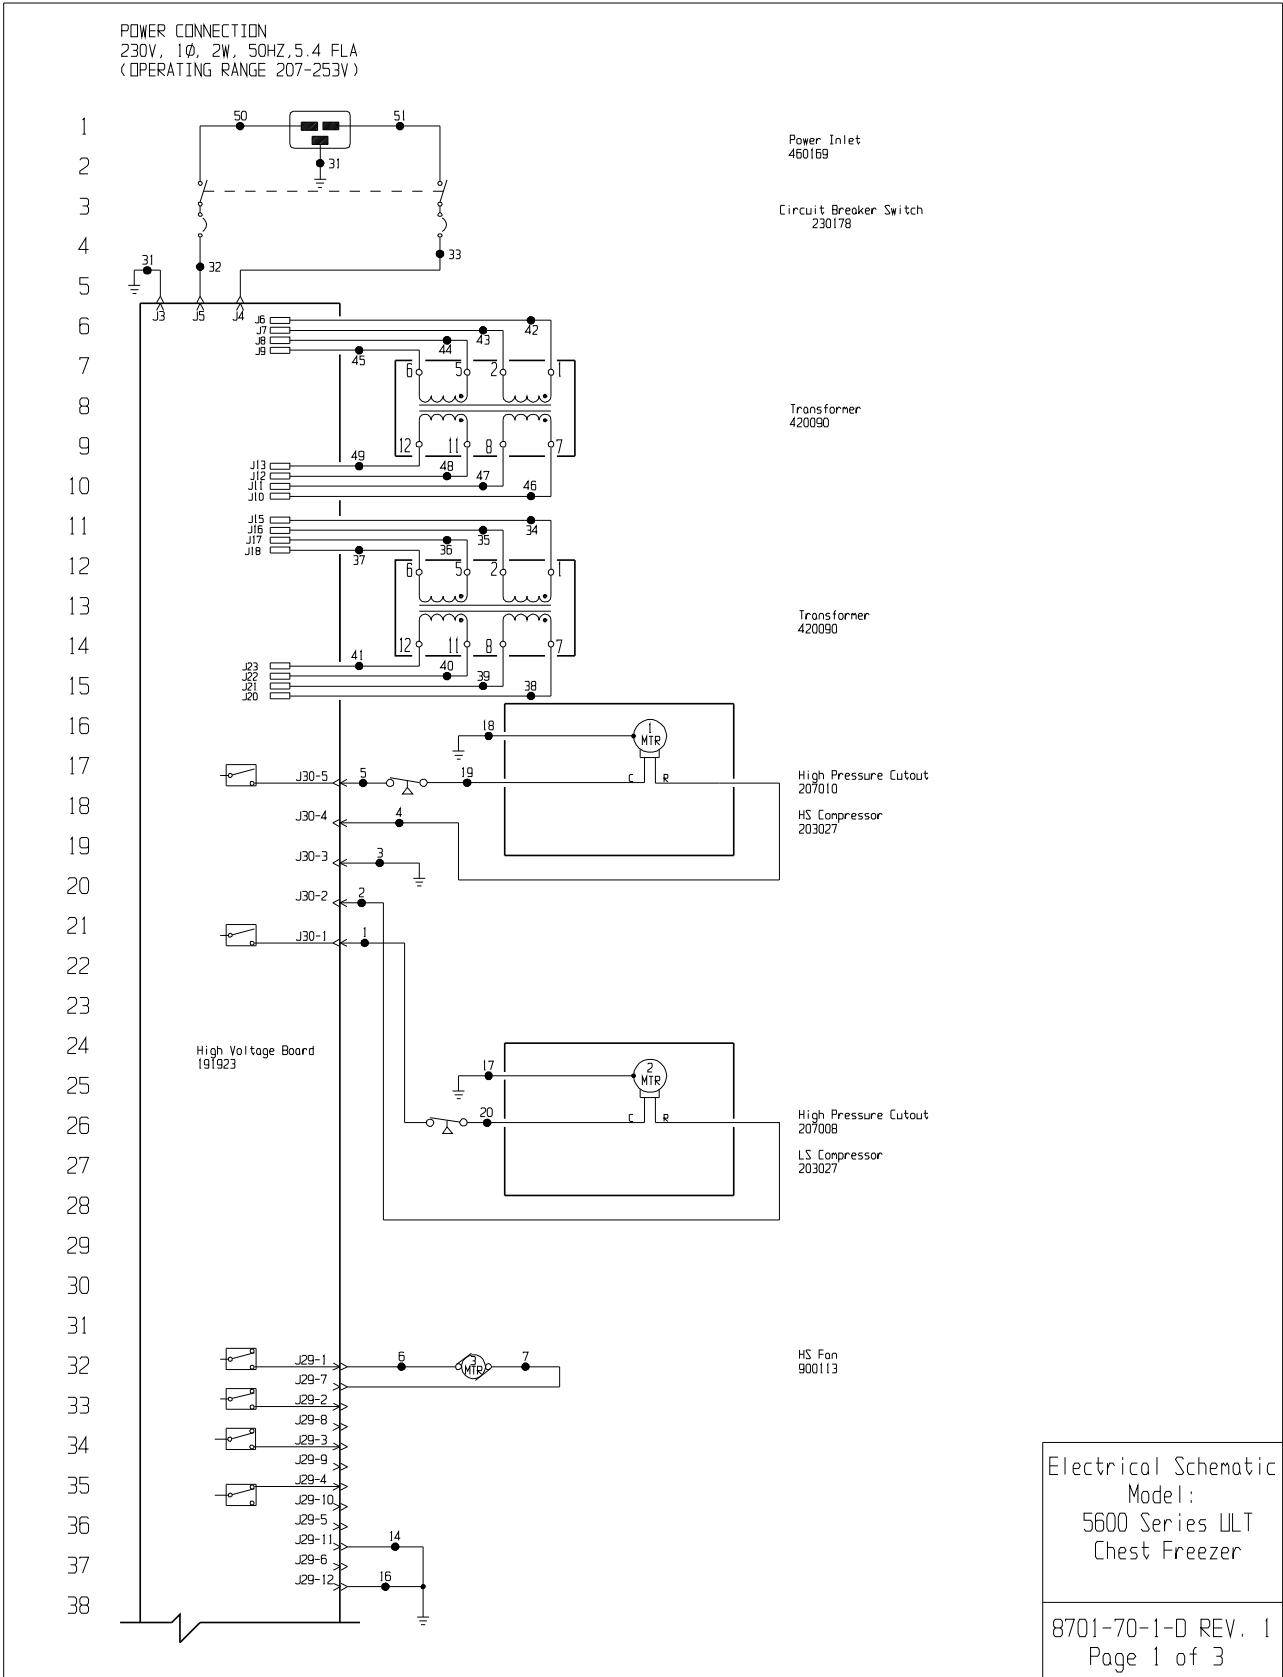 POWER CONNECTION
230V, 1Ø, 2W, 50HZ,5.4 FLA
(OPERATING RANGE 207-253V)
1
50
51
Power Inlet
460169
2
31
3
Circuit Breaker Switch
230178
4
33
31
32
5
J3
J5
J4
6
J6
J7
42
J8
43
J9
44
45
7
6
5
2
1
8
Transformer
420090
9
12
11
8
7
49
J13
48
J12
47
10
J11
46
J10
11
J15
34
J16
35
J17
36
J18
37
12
6
5
2
1
13
Transformer
420090
14
12
11
8
7
41
J23
40
J22
39
15
J21
38
J20
16
18
1
MTR
17
J30-5
5
19
C
R
High Pressure Cutout
207010
18
J30-4
4
HS Compressor
203027
19
J30-3
3
20
J30-2
2
21
J30-1
1
22
23
24
High Voltage Board
191923
25
17
2
MTR
26
20
C
R
High Pressure Cutout
207008
27
LS Compressor
203027
28
29
30
31
32
J29-1
6
3
MTR
7
HS Fan
900113
J29-7
33
J29-2
J29-8
34
J29-3
J29-9
35
J29-4
J29-10
36
J29-5
J29-11
14
37
J29-6
J29-12
16
38
Electrical Schematic
Model:
5600 Series ULT
Chest Freezer
8701-70-1-D REV. 1
Page 1 of 3